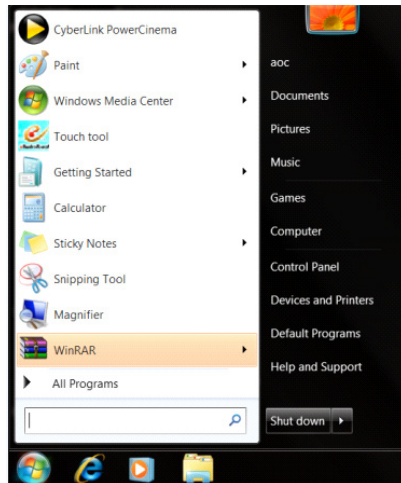 CyberLink PowerCinema
Paint
Windows Media Center
Touch tool
Getting Started
Calculator
Sticky Notes
Snipping Tool
Magnifier
WinRAR
All Programs
aoc
Documents
Pictures
Music
Games
Computer
Control Panel
Devices and Printers
Default Programs
Help and Support
Shut down